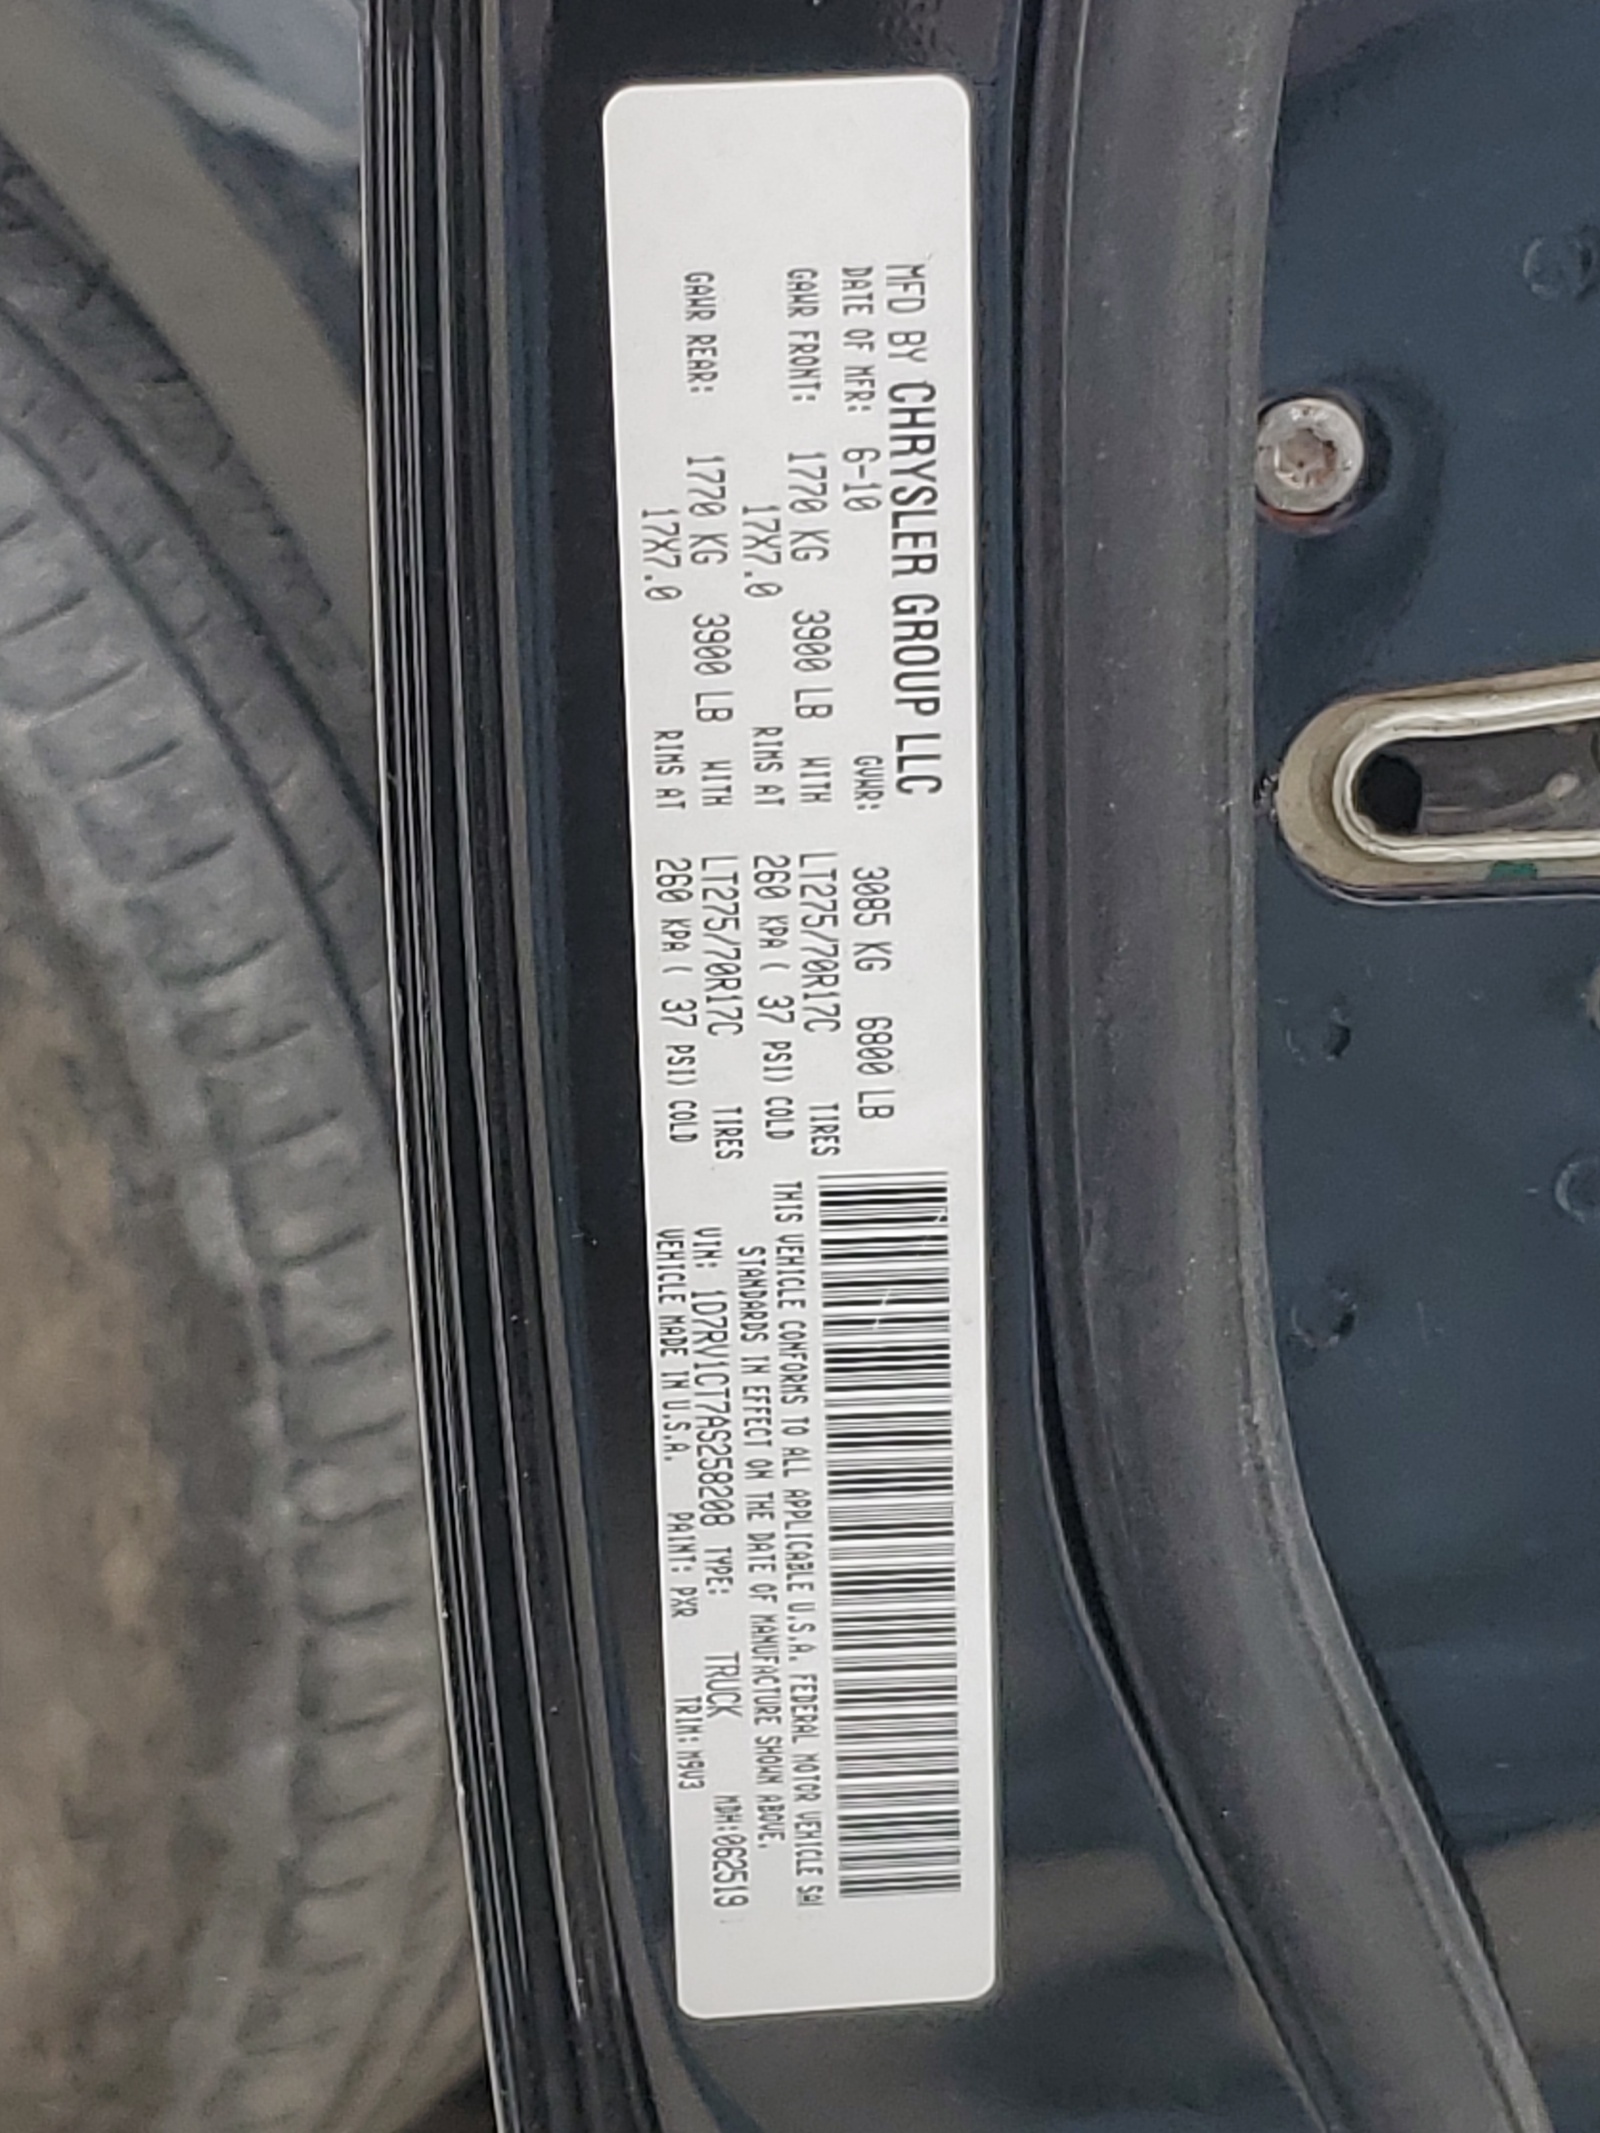 MFD BY CHRYSLER GROUP LLC
DATE OF MFR: 6-10 GVWR: 3085 KG 6800 LB
GAWR FRONT: 1770 KG 3900 LB WITH LT275/70R17C TIRES
17X7.0 RIMS AT 260 KPA ( 37 PSI) COLD
GAWR REAR: 1770 KG 3900 LB WITH LT275/70R17C TIRES
17X7.0 RIMS AT 260 KPA ( 37 PSI) COLD
THIS VEHICLE CONFORMS TO ALL APPLICABLE U.S.A. FEDERAL MOTOR VEHICLE SA
STANDARDS IN EFFECT ON THE DATE OF MANUFACTURE SHOWN ABOVE.
VIN: 1D7RV1CT7AS258208 TYPE: TRUCK MDH:062519
VEHICLE MADE IN U.S.A. PAINT: PXR TRIM:M9V3